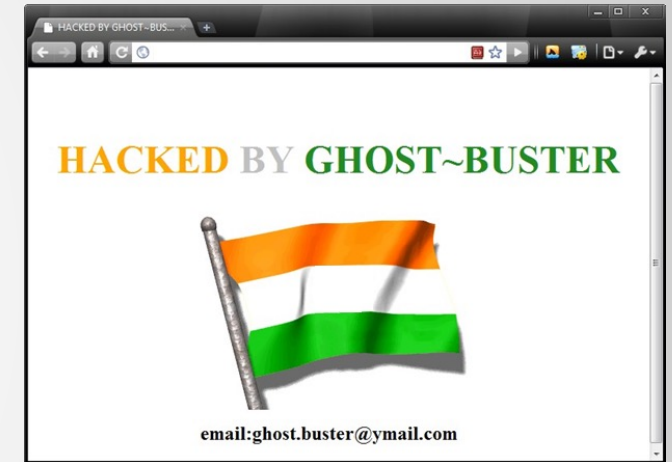 HACKED BY GHOST~BUS...
HACKED BY GHOST~BUSTER
email:ghost.buster@ymail.com